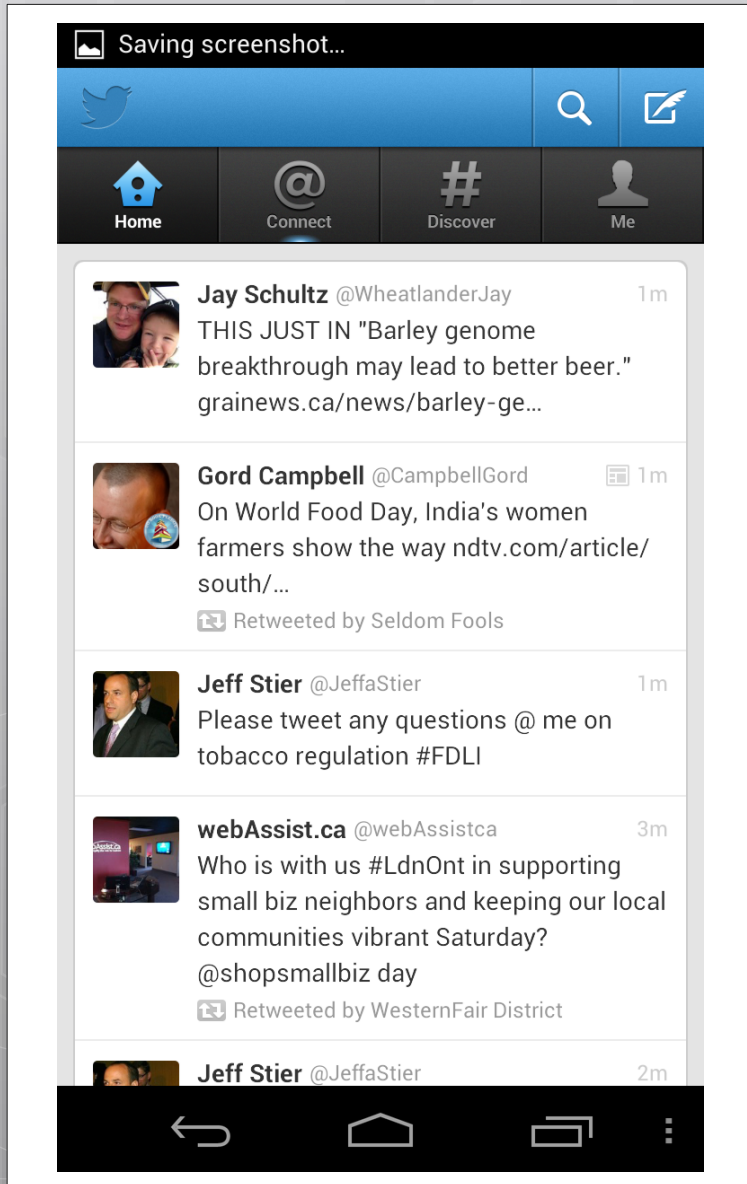 Saving screenshot...
Home
Connect
Discover
Me
Jay Schultz @WheatlanderJay 1m
THIS JUST IN "Barley genome
breakthrough may lead to better beer."
grainews.ca/news/barley-ge...
Gord Campbell @CampbellGord 1m
On World Food Day, India's women
farmers show the way ndtv.com/article/
south/...
Retweeted by Seldom Fools
Jeff Stier @JeffaStier 1m
Please tweet any questions @ me on
tobacco regulation #FDLI
webAssist.ca @webAssistca 3m
Who is with us #LdnOnt in supporting
small biz neighbors and keeping our local
communities vibrant Saturday?
@shopsmallbiz day
Retweeted by WesternFair District
Jeff Stier @JeffaStier 2m